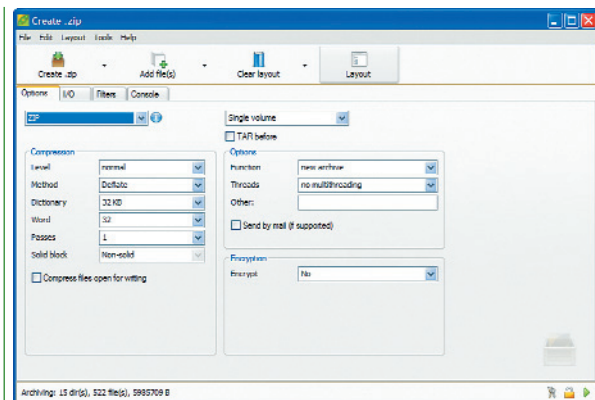 Create .zip
File Edit Layout Tools Help
Create .zip Add file(s) Clear layout Layout
Options I/O Filters Console
ZIP Single volume
TAR before
Compression Options
Level normal Function new archive
Method Deflate Threads no multithreading
Dictionary 32 KB Other:
Word 32
Passes 1 Send by mail (if supported)
Solid block Non-solid
Encryption
Compress files open for writing Encrypt No
Archiving: 15 dir(s), 522 file(s), 5985709 B